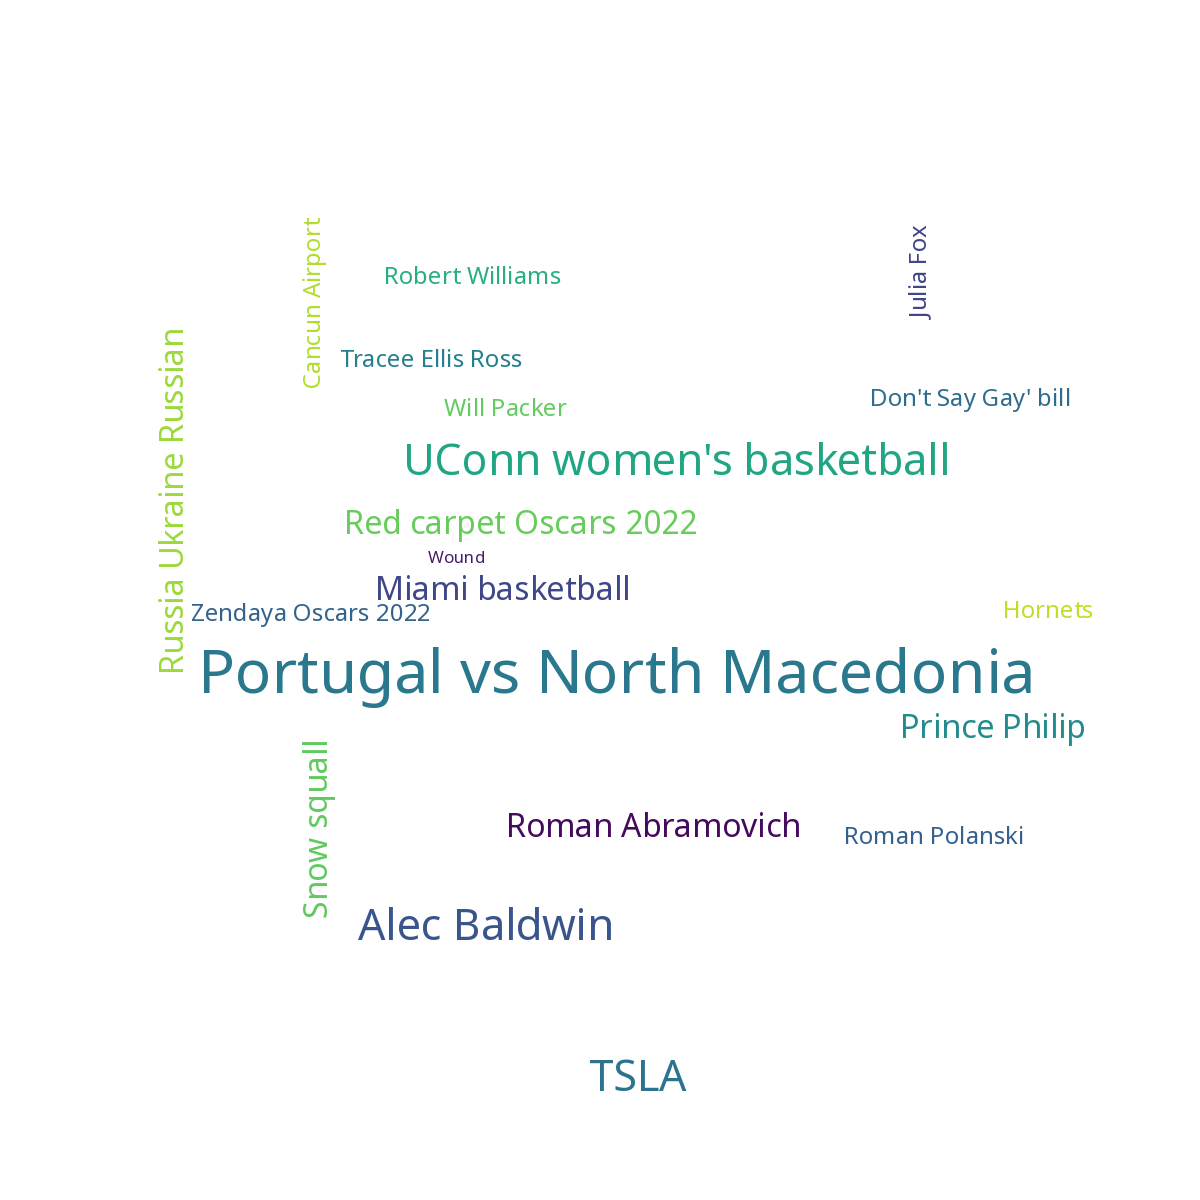 Cancun Airport
Julia Fox
Robert Williams
Russia Ukraine Russian
Tracee Ellis Ross
Don't Say Gay' bill
Will Packer
UConn women's basketball
Red carpet Oscars 2022
Wound
Miami basketball
Zendaya Oscars 2022
Hornets
Portugal vs North Macedonia
Prince Philip
Snow squall
Roman Abramovich
Roman Polanski
Alec Baldwin
TSLA